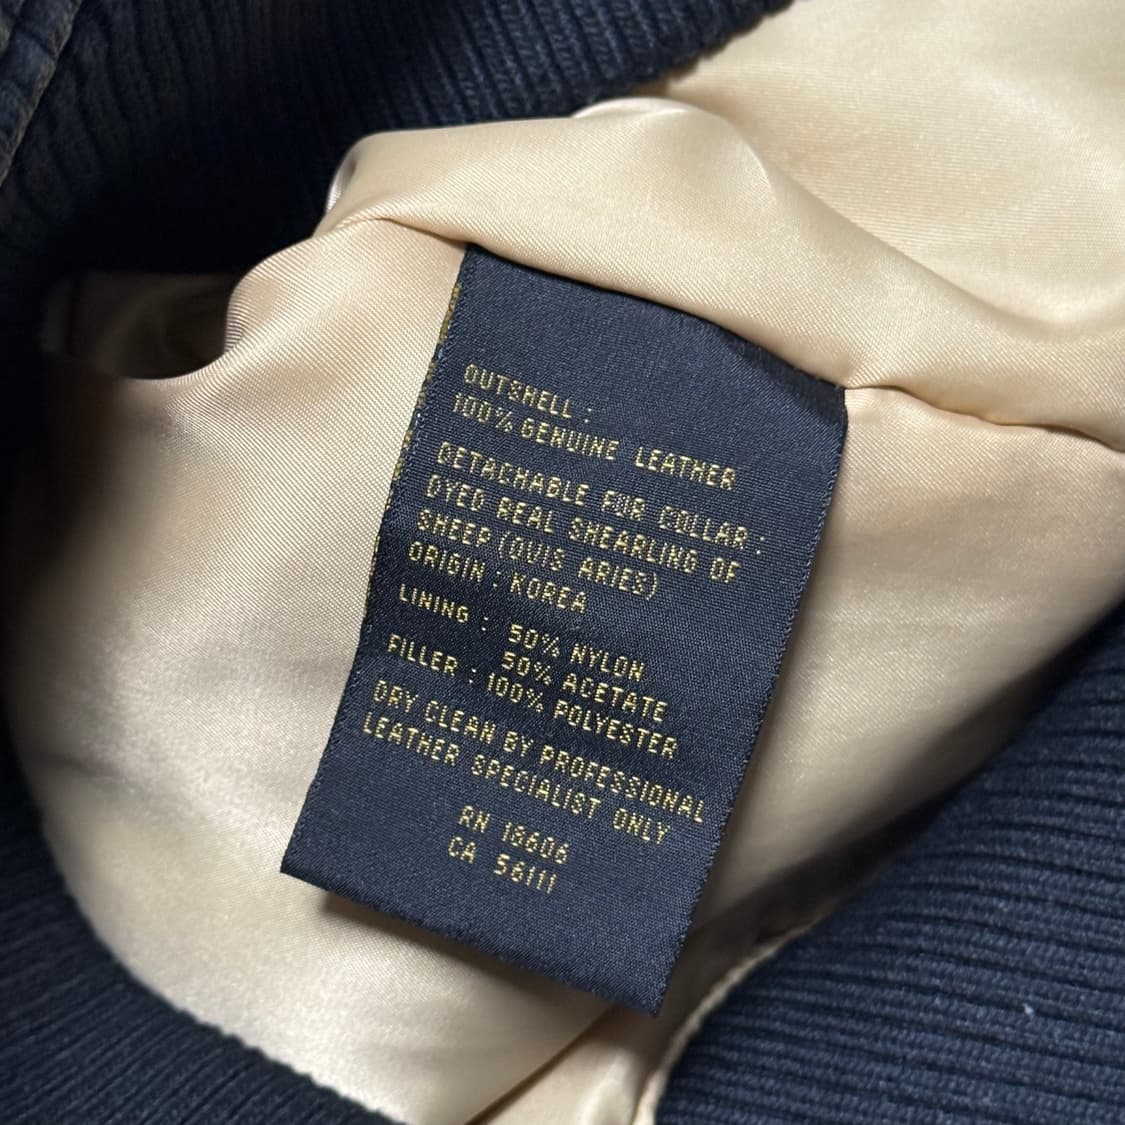 OUTSHELL :
100% GENUINE LEATHER
DETACHABLE FUR COLLAR :
DYED REAL SHEARLING OF
SHEEP (OVIS ARIES)
ORIGIN : KOREA
LINING : 50% NYLON
50% ACETATE
FILLER : 100% POLYESTER
DRY CLEAN BY PROFESSIONAL
LEATHER SPECIALIST ONLY
RN 18606
CA 56111